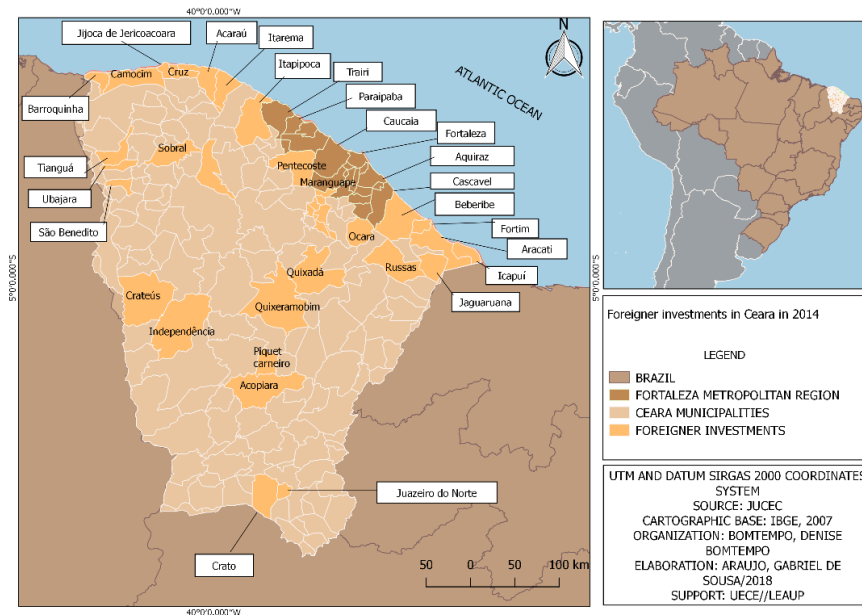 40°0.0,000"W
N
Jijoca de Jericoacoara
Acaraú
Itarema
Itapipoca
Camocim
Cruz
Trairi
ATLANTIC OCEAN
Barroquinha
Paraipaba
Caucaia
Fortaleza
Tianguá
Sobral
Pentecoste
Aquiraz
Maranguape
Cascavel
Ubajara
Beberibe
São Benedito
Ocara
Fortim
Aracati
Quixadá
Russas
Icapuí
5°0.0,000"S
5°0.0,000"S
Crateús
Quixeramobim
Jaguaruana
Independência
Piquet
carneiro
Acopiara
Juazeiro do Norte
Crato
50 0 50 100 km
40°0.0,000"W
Foreigner investments in Ceara in 2014
LEGEND
BRAZIL
FORTALEZA METROPOLITAN REGION
CEARA MUNICIPALITIES
FOREIGNER INVESTMENTS
UTM AND DATUM SIRGAS 2000 COORDINATES
SYSTEM
SOURCE: JUCEC
CARTOGRAPHIC BASE: IBGE, 2007
ORGANIZATION: BOMTEMPO, DENISE
BOMTEMPO
ELABORATION: ARAUJO, GABRIEL DE
SOUSA/2018
SUPPORT: UECE//LEAUP